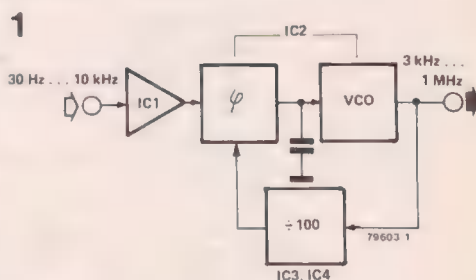 1
IC2
30 Hz ... 10 kHz
3 kHz ...
1 MHz
IC1
φ
VCO
÷ 100
79603 1
IC3, IC4